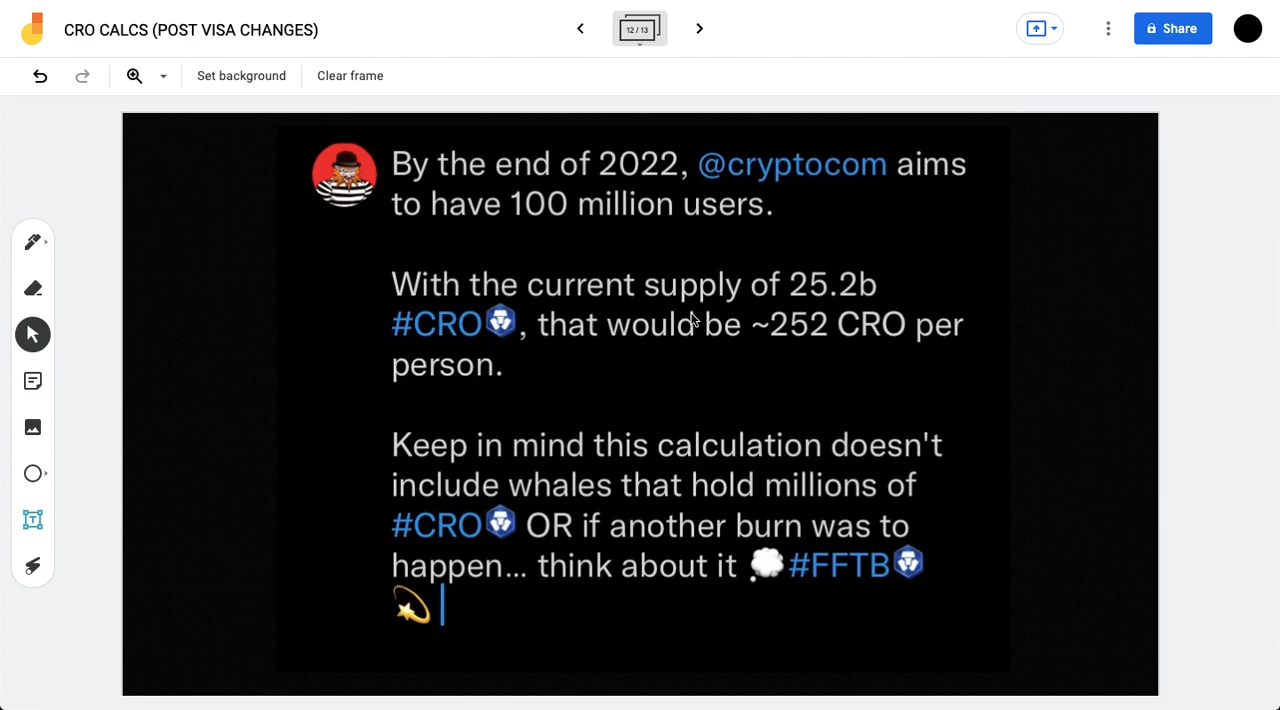 CRO CALCS (POST VISA CHANGES)
12 / 13
Share
Set background
Clear frame
By the end of 2022, @cryptocom aims
to have 100 million users.
With the current supply of 25.2b
#CRO, that would be ~252 CRO per
person.
Keep in mind this calculation doesn't
include whales that hold millions of
#CRO OR if another burn was to
happen... think about it 💭 #FFTB
💫